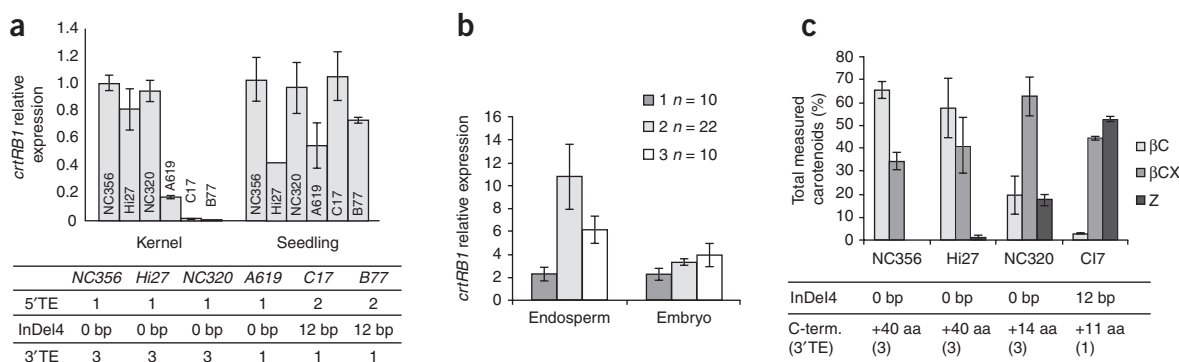 a
crtRB1 relative
expression
1.4
1.2
1.0
0.8
0.6
0.4
0.2
0
NC356
Hi27
NC320
A619
C17
B77
NC356
Hi27
NC320
A619
C17
B77
Kernel
Seedling
NC356 Hi27 NC320 A619 C17 B77
5′TE 1 1 1 1 2 2
InDel4 0 bp 0 bp 0 bp 0 bp 12 bp 12 bp
3′TE 3 3 3 1 1 1
b
crtRB1 relative expression
16
14
12
10
8
6
4
2
0
1 n = 10
2 n = 22
3 n = 10
Endosperm
Embryo
c
Total measured
carotenoids (%)
80
70
60
50
40
30
20
10
0
βC
βCX
Z
NC356 Hi27 NC320 CI7
InDel4 0 bp 0 bp 0 bp 12 bp
C-term. +40 aa +40 aa +14 aa +11 aa
(3′TE) (3) (3) (3) (1)